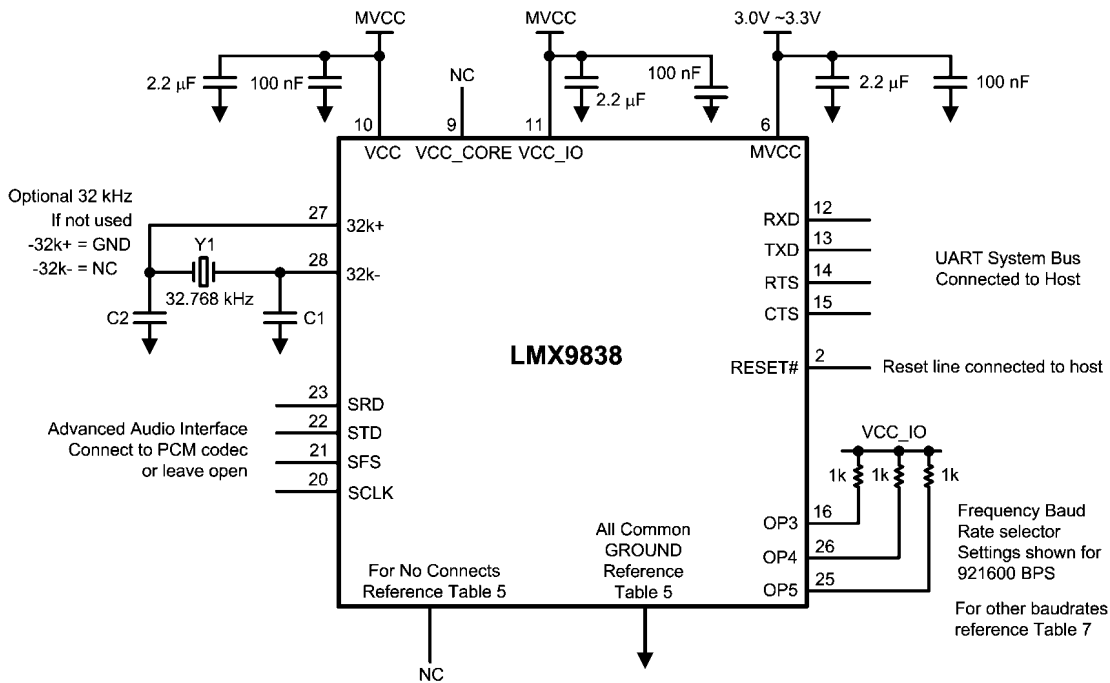 MVCC
MVCC
3.0V ~3.3V
2.2 µF
100 nF
NC
2.2 µF
100 nF
2.2 µF
100 nF
10
9
11
6
VCC
VCC_CORE
VCC_IO
MVCC
Optional 32 kHz
If not used
-32k+ = GND
-32k- = NC
27
32k+
Y1
28
32k-
32.768 kHz
C2
C1
RXD
12
TXD
13
RTS
14
CTS
15
UART System Bus
Connected to Host
LMX9838
RESET#
2
Reset line connected to host
Advanced Audio Interface
Connect to PCM codec
or leave open
23
SRD
22
STD
21
SFS
20
SCLK
VCC_IO
1k
1k
1k
OP3
16
OP4
26
OP5
25
Frequency Baud
Rate selector
Settings shown for
921600 BPS
For other baudrates
reference Table 7
For No Connects
Reference Table 5
All Common
GROUND
Reference
Table 5
NC